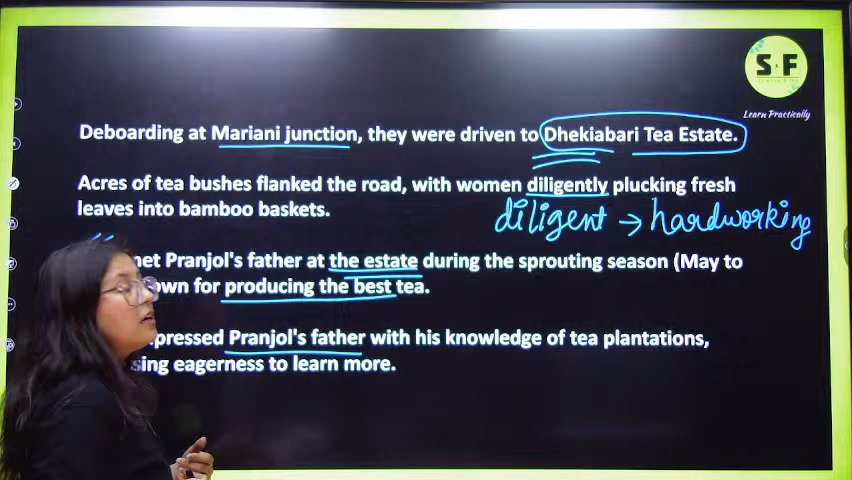 S & F
Learn Practically
Deboarding at Mariani junction, they were driven to Dhekiabari Tea Estate.
Acres of tea bushes flanked the road, with women diligently plucking fresh
leaves into bamboo baskets.
diligent → hardworking
met Pranjol's father at the estate during the sprouting season (May to
own for producing the best tea.
pressed Pranjol's father with his knowledge of tea plantations,
sing eagerness to learn more.